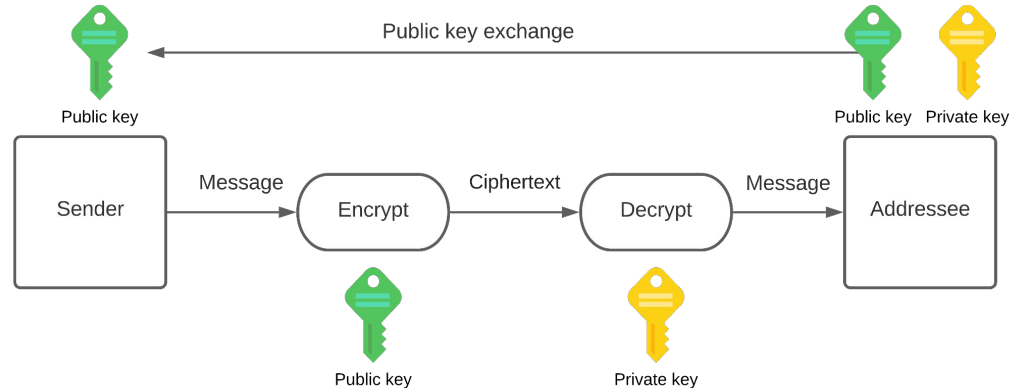 Public key exchange
Public key
Public key
Private key
Sender
Message
Encrypt
Ciphertext
Decrypt
Message
Addressee
Public key
Private key